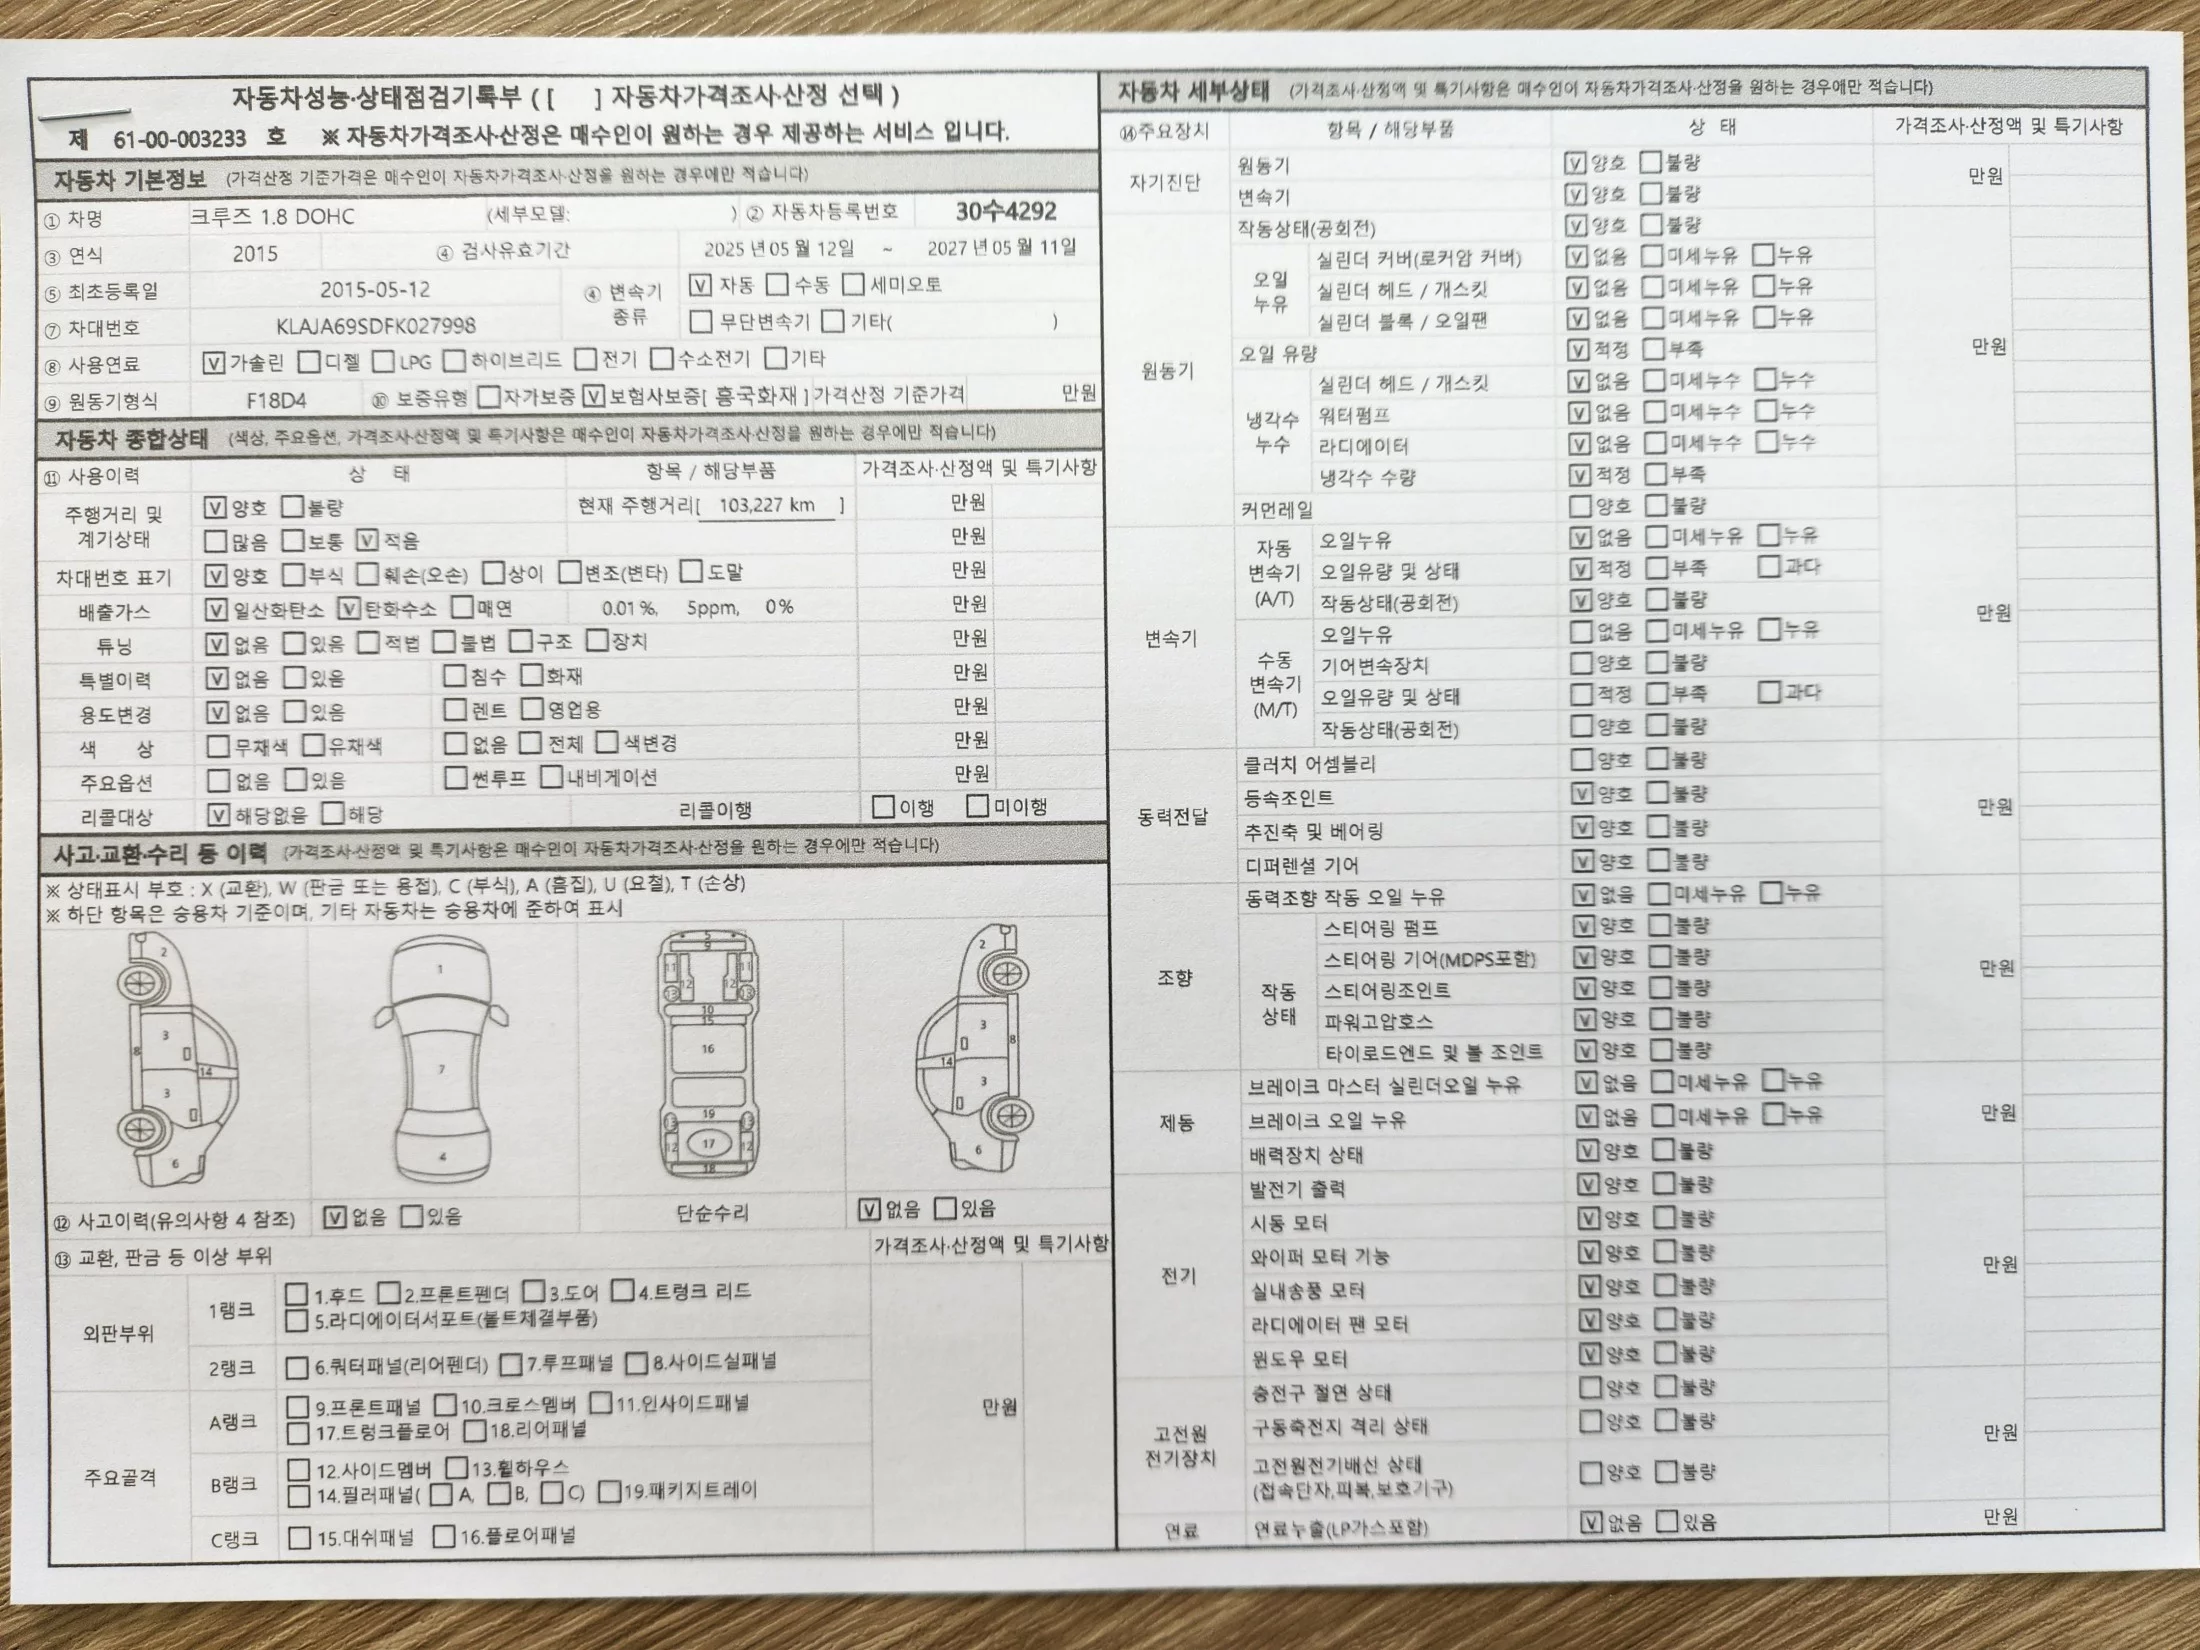 자동차성능·상태점검기록부 ( [ ] 자동차가격조사·산정 선택 )
제 61-00-003233 호 ※ 자동차가격조사·산정은 매수인이 원하는 경우 제공하는 서비스 입니다.
자동차 기본정보 (가격산정 기준가격은 매수인이 자동차가격조사·산정을 원하는 경우에만 적습니다)
① 차명 크루즈 1.8 DOHC (세부모델: ) ② 자동차등록번호 30수4292
③ 연식 2015 ④ 검사유효기간 2025 년 05 월 12일 ~ 2027 년 05 월 11일
⑤ 최초등록일 2015-05-12 ④ 변속기 종류 V 자동 수동 세미오토
⑦ 차대번호 KLAJA69SDFK027998 무단변속기 기타( )
⑧ 사용연료 V 가솔린 디젤 LPG 하이브리드 전기 수소전기 기타
⑨ 원동기형식 F18D4 ⑩ 보증유형 자가보증 V 보험사보증[ 흥국화재 ] 가격산정 기준가격 만원
자동차 종합상태 (색상, 주요옵션, 가격조사·산정액 및 특기사항은 매수인이 자동차가격조사·산정을 원하는 경우에만 적습니다)
⑪ 사용이력 상 태 항목 / 해당부품 가격조사·산정액 및 특기사항
주행거리 및 계기상태 V 양호 불량 현재 주행거리[ 103,227 km ] 만원
많음 보통 V 적음 만원
차대번호 표기 V 양호 부식 훼손(오손) 상이 변조(변타) 도말 만원
배출가스 V 일산화탄소 V 탄화수소 매연 0.01 %, 5ppm, 0% 만원
튜닝 V 없음 있음 적법 불법 구조 장치 만원
특별이력 V 없음 있음 침수 화재 만원
용도변경 V 없음 있음 렌트 영업용 만원
색 상 무채색 유채색 없음 전체 색변경 만원
주요옵션 없음 있음 썬루프 내비게이션 만원
리콜대상 V 해당없음 해당 리콜이행 이행 미이행
사고·교환·수리 등 이력 (가격조사·산정액 및 특기사항은 매수인이 자동차가격조사·산정을 원하는 경우에만 적습니다)
※ 상태표시 부호 : X (교환), W (판금 또는 용접), C (부식), A (흠집), U (요철), T (손상)
※ 하단 항목은 승용차 기준이며, 기타 자동차는 승용차에 준하여 표시
2 3 8 14 3 6
1 7 4
5 9 11 11 12 12 13 13 10 15 16 19 13 13 12 17 12 18
2 3 8 14 3 6
⑫ 사고이력(유의사항 4 참조) V 없음 있음 단순수리 V 없음 있음
⑬ 교환, 판금 등 이상 부위 가격조사·산정액 및 특기사항
외판부위 1랭크 1.후드 2.프론트펜더 3.도어 4.트렁크 리드
5.라디에이터서포트(볼트체결부품)
2랭크 6.쿼터패널(리어펜더) 7.루프패널 8.사이드실패널
주요골격 A랭크 9.프론트패널 10.크로스멤버 11.인사이드패널 만원
17.트렁크플로어 18.리어패널
B랭크 12.사이드멤버 13.휠하우스
14.필러패널( A, B, C) 19.패키지트레이
C랭크 15.대쉬패널 16.플로어패널
자동차 세부상태 (가격조사·산정액 및 특기사항은 매수인이 자동차가격조사·산정을 원하는 경우에만 적습니다)
⑭주요장치 항목 / 해당부품 상 태 가격조사·산정액 및 특기사항
자기진단 원동기 V 양호 불량 만원
변속기 V 양호 불량
원동기 작동상태(공회전) V 양호 불량 만원
오일 누유 실린더 커버(로커암 커버) V 없음 미세누유 누유
실린더 헤드 / 개스킷 V 없음 미세누유 누유
실린더 블록 / 오일팬 V 없음 미세누유 누유
오일 유량 V 적정 부족
냉각수 누수 실린더 헤드 / 개스킷 V 없음 미세누수 누수
워터펌프 V 없음 미세누수 누수
라디에이터 V 없음 미세누수 누수
냉각수 수량 V 적정 부족
커먼레일 양호 불량
변속기 자동 변속기 (A/T) 오일누유 V 없음 미세누유 누유 만원
오일유량 및 상태 V 적정 부족 과다
작동상태(공회전) V 양호 불량
수동 변속기 (M/T) 오일누유 없음 미세누유 누유
기어변속장치 양호 불량
오일유량 및 상태 적정 부족 과다
작동상태(공회전) 양호 불량
동력전달 클러치 어셈블리 양호 불량 만원
등속조인트 V 양호 불량
추진축 및 베어링 V 양호 불량
디퍼렌셜 기어 V 양호 불량
조향 동력조향 작동 오일 누유 V 없음 미세누유 누유 만원
작동 상태 스티어링 펌프 V 양호 불량
스티어링 기어(MDPS포함) V 양호 불량
스티어링조인트 V 양호 불량
파워고압호스 V 양호 불량
타이로드엔드 및 볼 조인트 V 양호 불량
제동 브레이크 마스터 실린더오일 누유 V 없음 미세누유 누유 만원
브레이크 오일 누유 V 없음 미세누유 누유
배력장치 상태 V 양호 불량
전기 발전기 출력 V 양호 불량 만원
시동 모터 V 양호 불량
와이퍼 모터 기능 V 양호 불량
실내송풍 모터 V 양호 불량
라디에이터 팬 모터 V 양호 불량
윈도우 모터 V 양호 불량
고전원 전기장치 충전구 절연 상태 양호 불량 만원
구동축전지 격리 상태 양호 불량
고전원전기배선 상태 양호 불량
(접속단자,피복,보호기구)
연료 연료누출(LP가스포함) V 없음 있음 만원